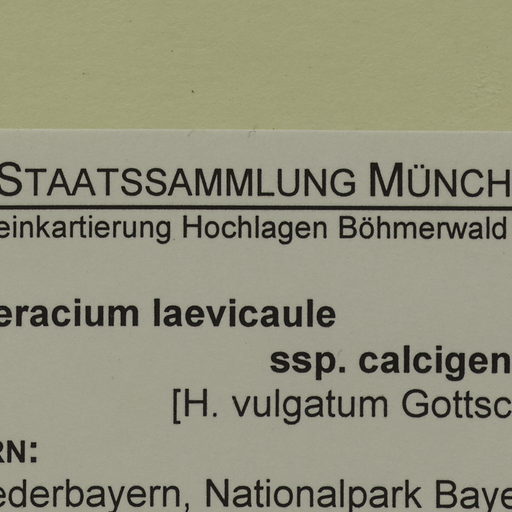 STAATSSAMMLUNG MÜNCH
einkartierung Hochlagen Böhmerwald
eracium laevicaule
ssp. calcigen
[H. vulgatum Gottsc
RN:
ederbayern, Nationalpark Baye